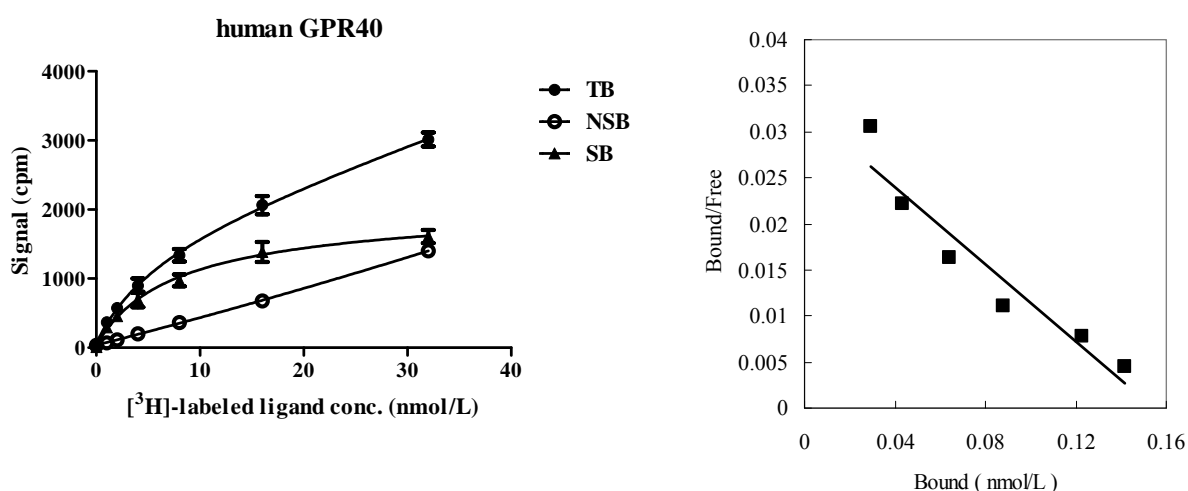 human GPR40
4000
3000
2000
1000
0
Signal (cpm)
0 10 20 30 40
[³H]-labeled ligand conc. (nmol/L)
TB
NSB
SB
0.04
0.035
0.03
0.025
0.02
0.015
0.01
0.005
0
Bound/Free
0 0.04 0.08 0.12 0.16
Bound ( nmol/L )